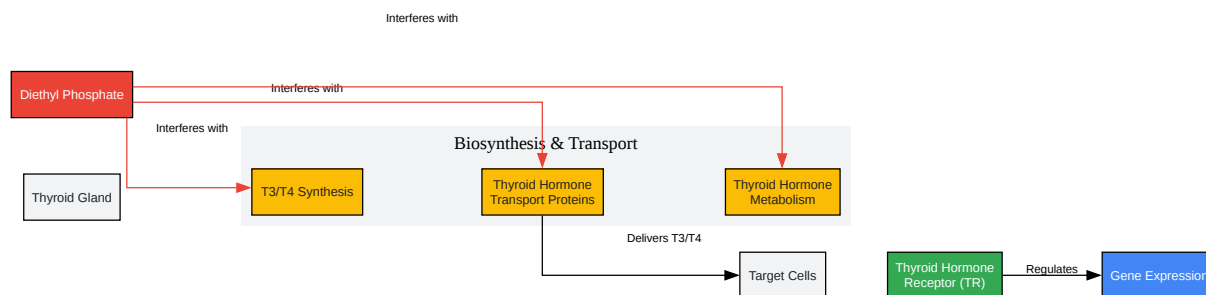 Interferes with
Diethyl Phosphate
Interferes with
Interferes with
Biosynthesis & Transport
Thyroid Gland
T3/T4 Synthesis
Thyroid Hormone
Transport Proteins
Thyroid Hormone
Metabolism
Delivers T3/T4
Target Cells
Thyroid Hormone
Receptor (TR)
Regulates
Gene Expression